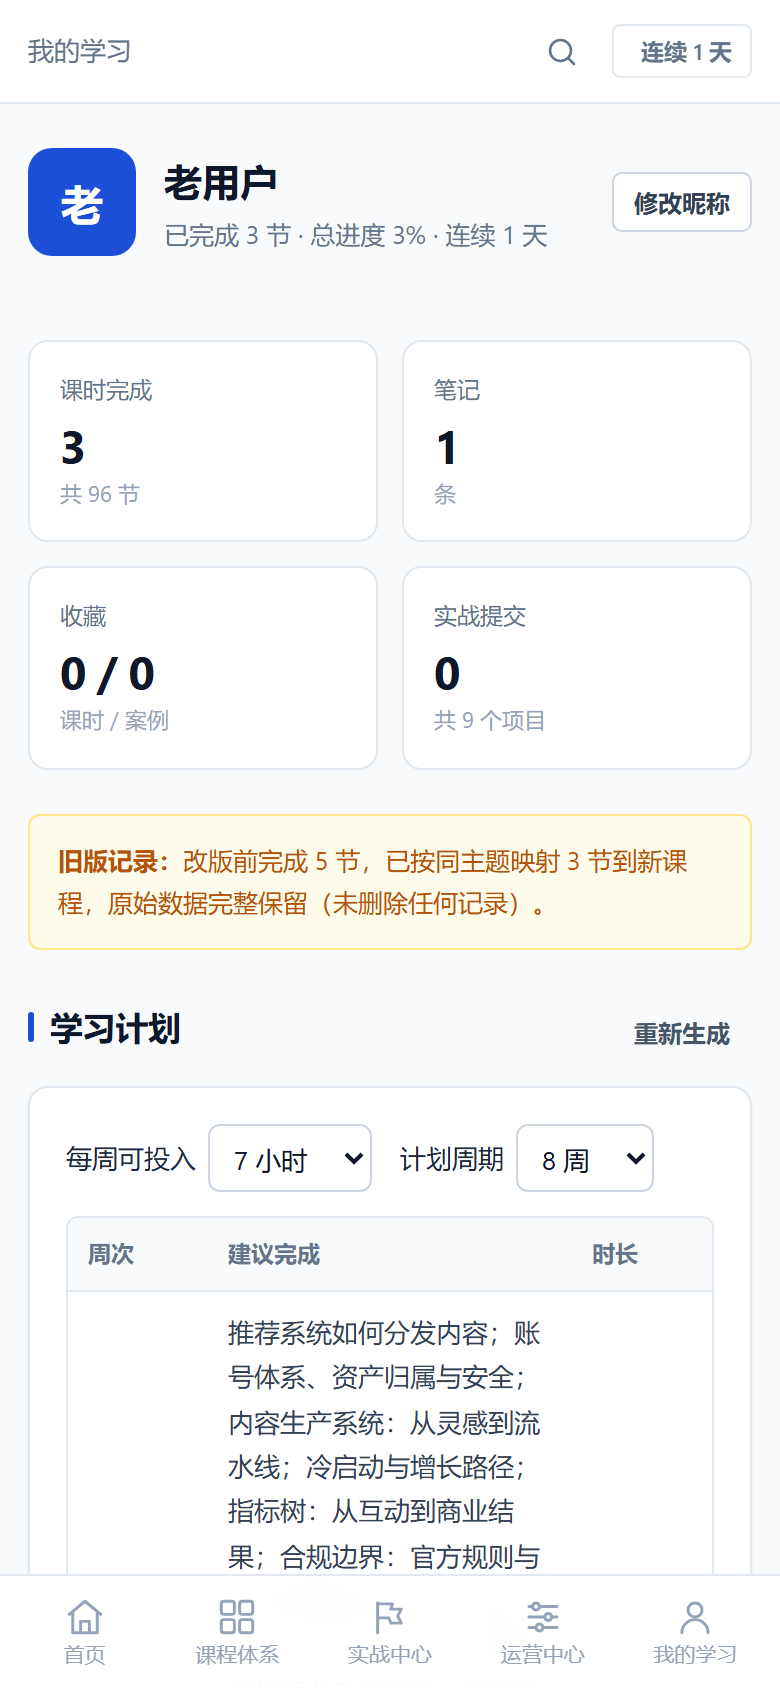 我的学习
连续 1 天
老
老用户
已完成 3 节 · 总进度 3% · 连续 1 天
修改昵称
课时完成
3
共 96 节
笔记
1
条
收藏
0 / 0
课时 / 案例
实战提交
0
共 9 个项目
旧版记录：改版前完成 5 节，已按同主题映射 3 节到新课
程，原始数据完整保留（未删除任何记录）。
学习计划
重新生成
每周可投入
7 小时
计划周期
8 周
周次
建议完成
时长
推荐系统如何分发内容；账
号体系、资产归属与安全；
内容生产系统：从灵感到流
水线；冷启动与增长路径；
指标树：从互动到商业结
果；合规边界：官方规则与
首页
课程体系
实战中心
运营中心
我的学习